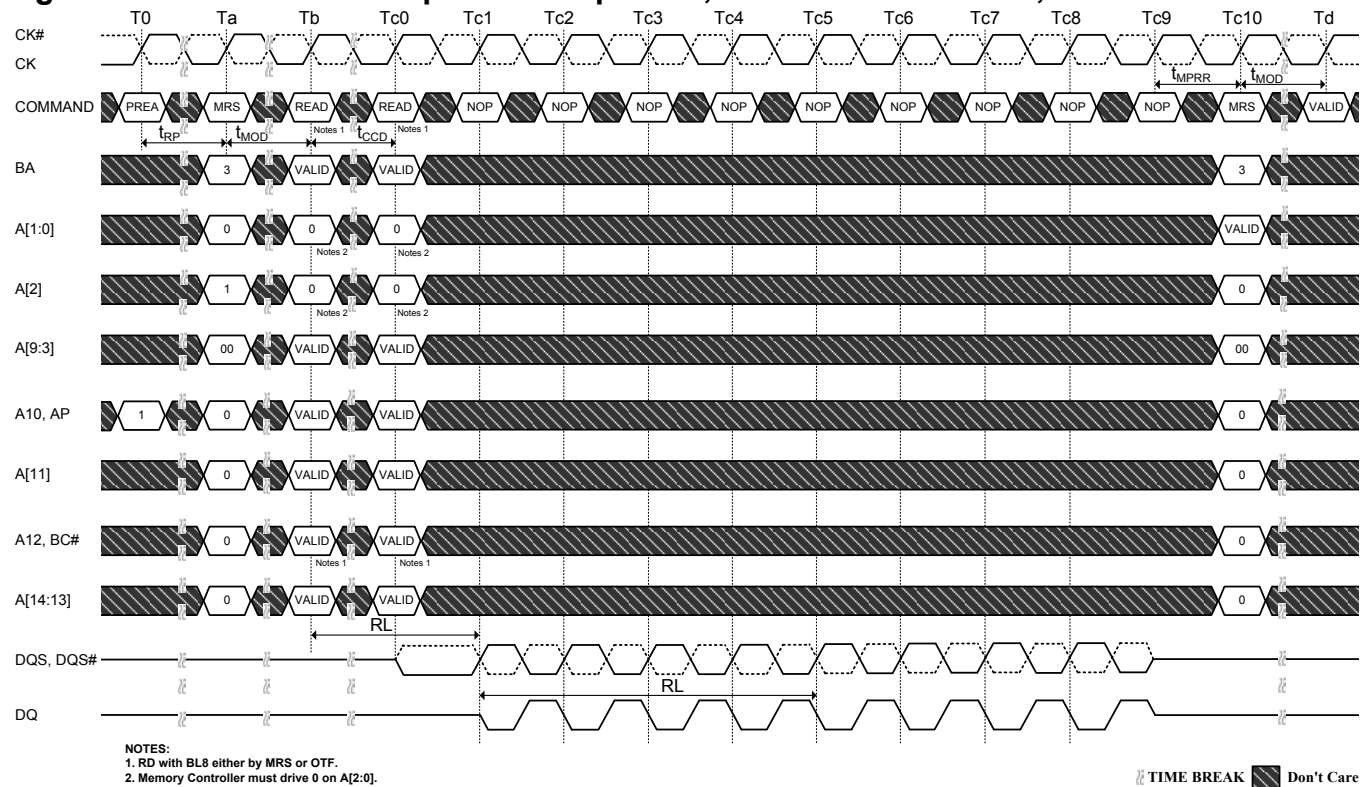 T0 Ta Tb Tc0 Tc1 Tc2 Tc3 Tc4 Tc5 Tc6 Tc7 Tc8 Tc9 Tc10 Td
CK#
CK
tMPRR tMOD
COMMAND PREA MRS READ READ NOP NOP NOP NOP NOP NOP NOP NOP NOP MRS VALID
Notes 1 Notes 1
tRP tMOD tCCD
BA 3 VALID VALID 3
A[1:0] 0 0 0 VALID
Notes 2 Notes 2
A[2] 1 0 0 0
Notes 2 Notes 2
A[9:3] 00 VALID VALID 00
A10, AP 1 0 VALID VALID 0
A[11] 0 VALID VALID 0
A12, BC# 0 VALID VALID 0
Notes 1 Notes 1
A[14:13] 0 VALID VALID 0
RL
DQS, DQS#
RL
DQ
NOTES:
1. RD with BL8 either by MRS or OTF.
2. Memory Controller must drive 0 on A[2:0].
TIME BREAK Don't Care